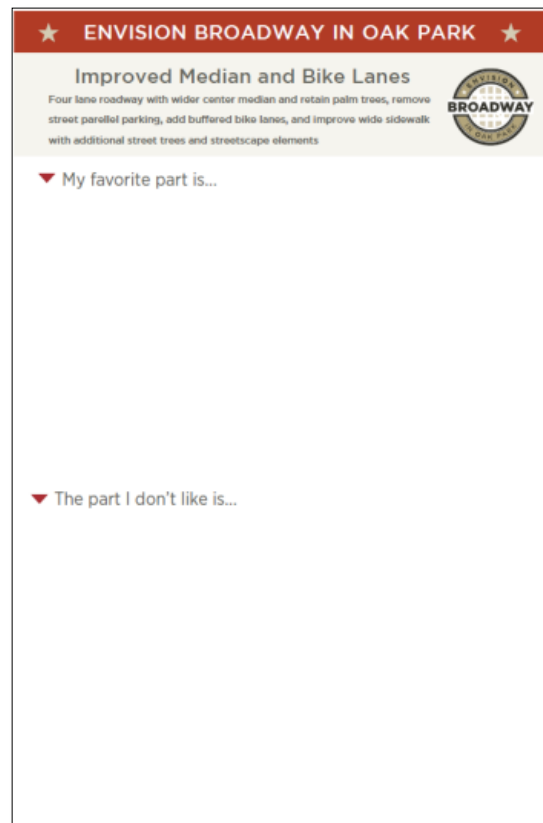 ENVISION BROADWAY IN OAK PARK
Improved Median and Bike Lanes
Four lane roadway with wider center median and retain palm trees, remove
street parellel parking, add buffered bike lanes, and improve wide sidewalk
with additional street trees and streetscape elements
ENVISION
BROADWAY
IN OAK PARK
My favorite part is...
The part I don't like is...